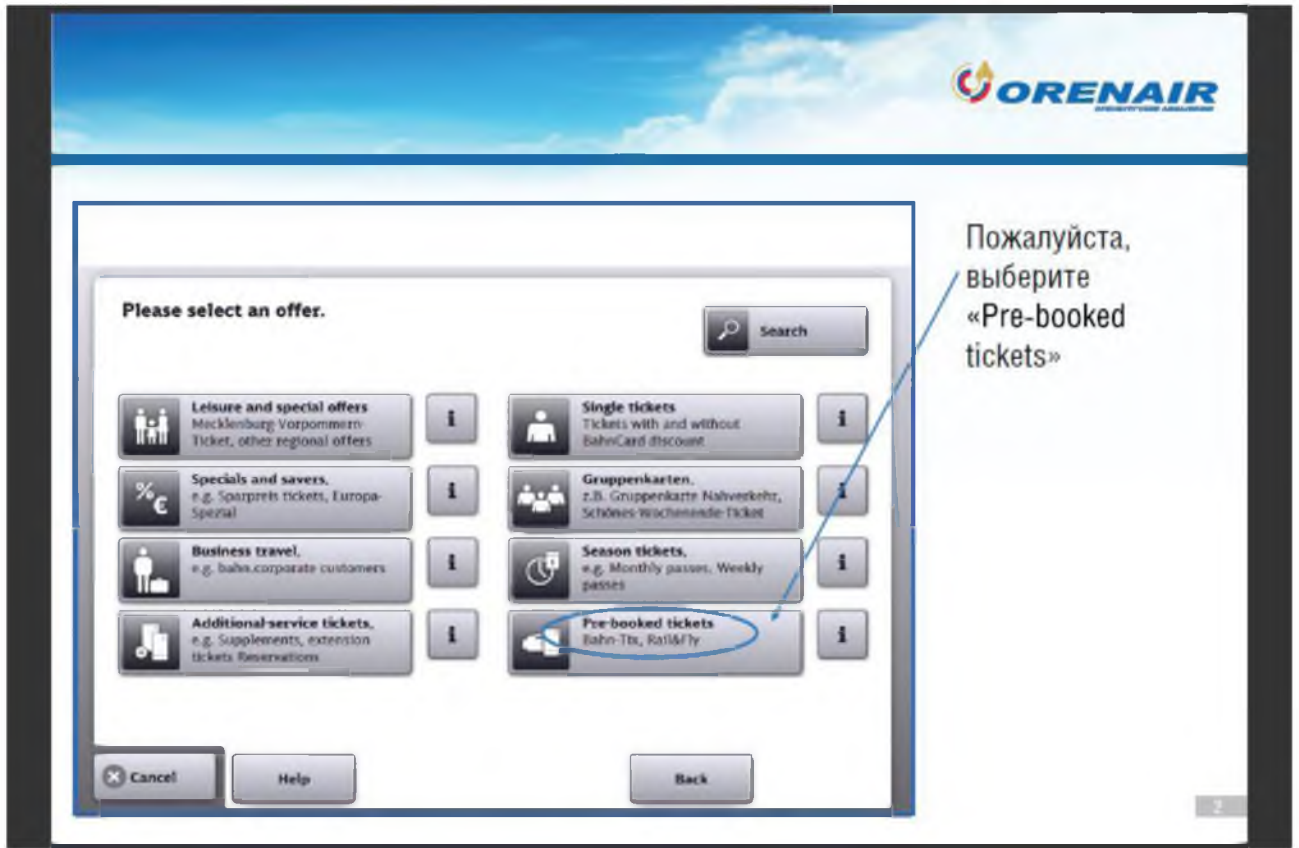 ORENAIR
Пожалуйста,
выберите
«Pre-booked
tickets»
Please select an offer.
Search
Leisure and special offers
Mecklenburg-Vorpommern-
Ticket, other regional offers
i
Single tickets
Tickets with and without
BahnCard discount
i
Specials and savers,
e.g. Sparpreis tickets, Europa-
Spezial
i
Gruppenkarten,
z.B. Gruppenkarte Nahverkehr,
Schönes-Wochenende-Ticket
i
Business travel,
e.g. bahn.corporate customers
i
Season tickets,
e.g. Monthly passes, Weekly
passes
i
Additional-service tickets,
e.g. Supplements, extension
tickets Reservations
i
Pre-booked tickets
Bahn-Tix, Rail&Fly
i
Cancel
Help
Back
2